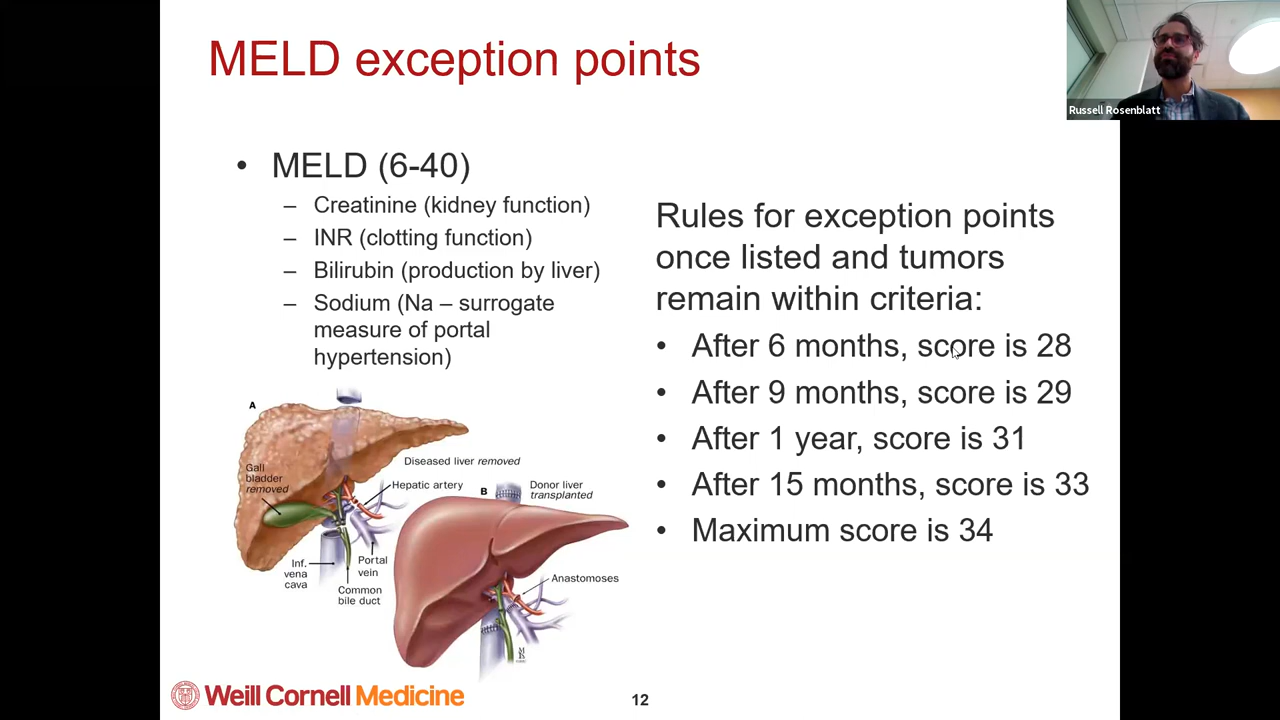 MELD exception points
Russell Rosenblatt
• MELD (6-40)
– Creatinine (kidney function)
– INR (clotting function)
– Bilirubin (production by liver)
– Sodium (Na – surrogate
measure of portal
hypertension)
Rules for exception points
once listed and tumors
remain within criteria:
• After 6 months, score is 28
• After 9 months, score is 29
• After 1 year, score is 31
• After 15 months, score is 33
• Maximum score is 34
A
Gall
bladder
removed
Diseased liver removed
Hepatic artery
B
Donor liver
transplanted
Inf.
vena
cava
Portal
vein
Common
bile duct
Anastomoses
Weill Cornell Medicine
12